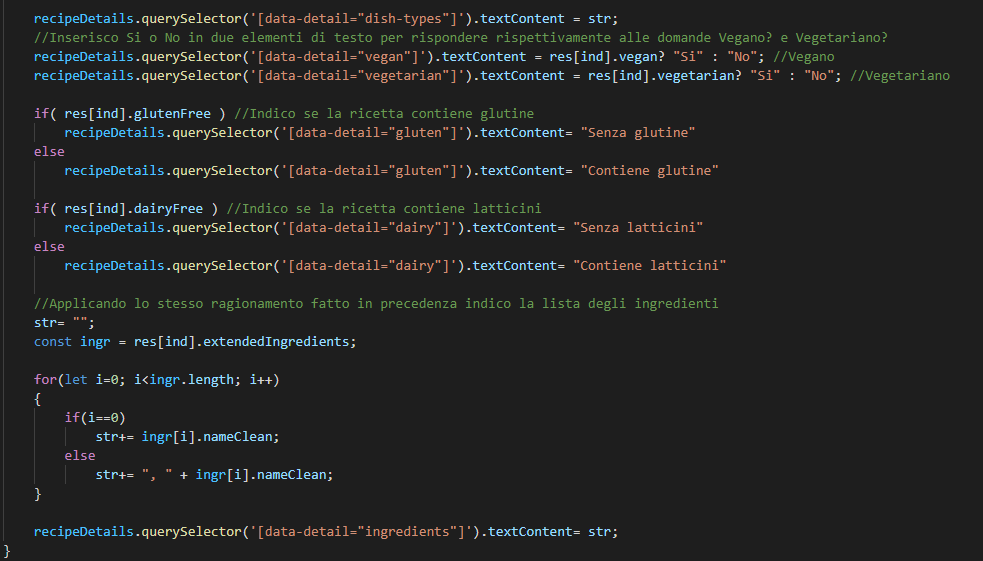 recipeDetails.querySelector('[data-detail="dish-types"]').textContent = str;
//Inserisco Si o No in due elementi di testo per rispondere rispettivamente alle domande Vegano? e Vegetariano?
recipeDetails.querySelector('[data-detail="vegan"]').textContent = res[ind].vegan? "Si" : "No"; //Vegano
recipeDetails.querySelector('[data-detail="vegetarian"]').textContent = res[ind].vegetarian? "Si" : "No"; //Vegetariano
if( res[ind].glutenFree ) //Indico se la ricetta contiene glutine
recipeDetails.querySelector('[data-detail="gluten"]').textContent= "Senza glutine"
else
recipeDetails.querySelector('[data-detail="gluten"]').textContent= "Contiene glutine"
if( res[ind].dairyFree ) //Indico se la ricetta contiene latticini
recipeDetails.querySelector('[data-detail="dairy"]').textContent= "Senza latticini"
else
recipeDetails.querySelector('[data-detail="dairy"]').textContent= "Contiene latticini"
//Applicando lo stesso ragionamento fatto in precedenza indico la lista degli ingredienti
str= "";
const ingr = res[ind].extendedIngredients;
for(let i=0; i<ingr.length; i++)
{
if(i==0)
str+= ingr[i].nameClean;
else
str+= ", " + ingr[i].nameClean;
}
recipeDetails.querySelector('[data-detail="ingredients"]').textContent= str;
}